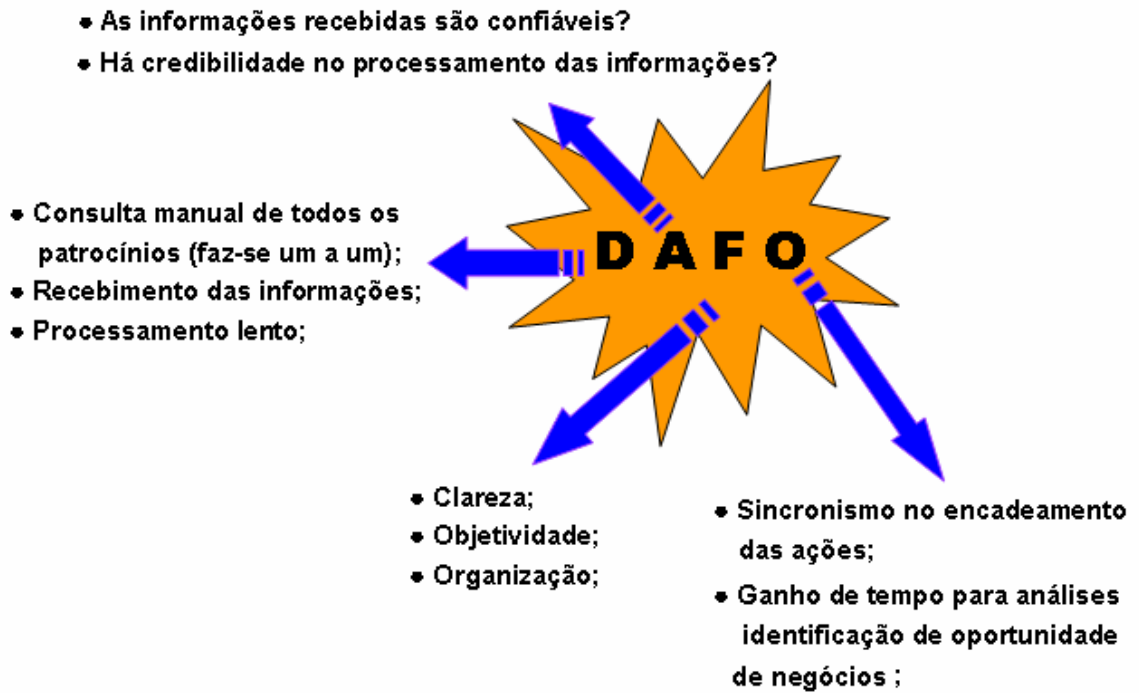 ● As informações recebidas são confiáveis?
● Há credibilidade no processamento das informações?
● Consulta manual de todos os
patrocínios (faz-se um a um);
● Recebimento das informações;
● Processamento lento;
D A F O
● Clareza;
● Objetividade;
● Organização;
● Sincronismo no encadeamento
das ações;
● Ganho de tempo para análises
identificação de oportunidade
de negócios ;